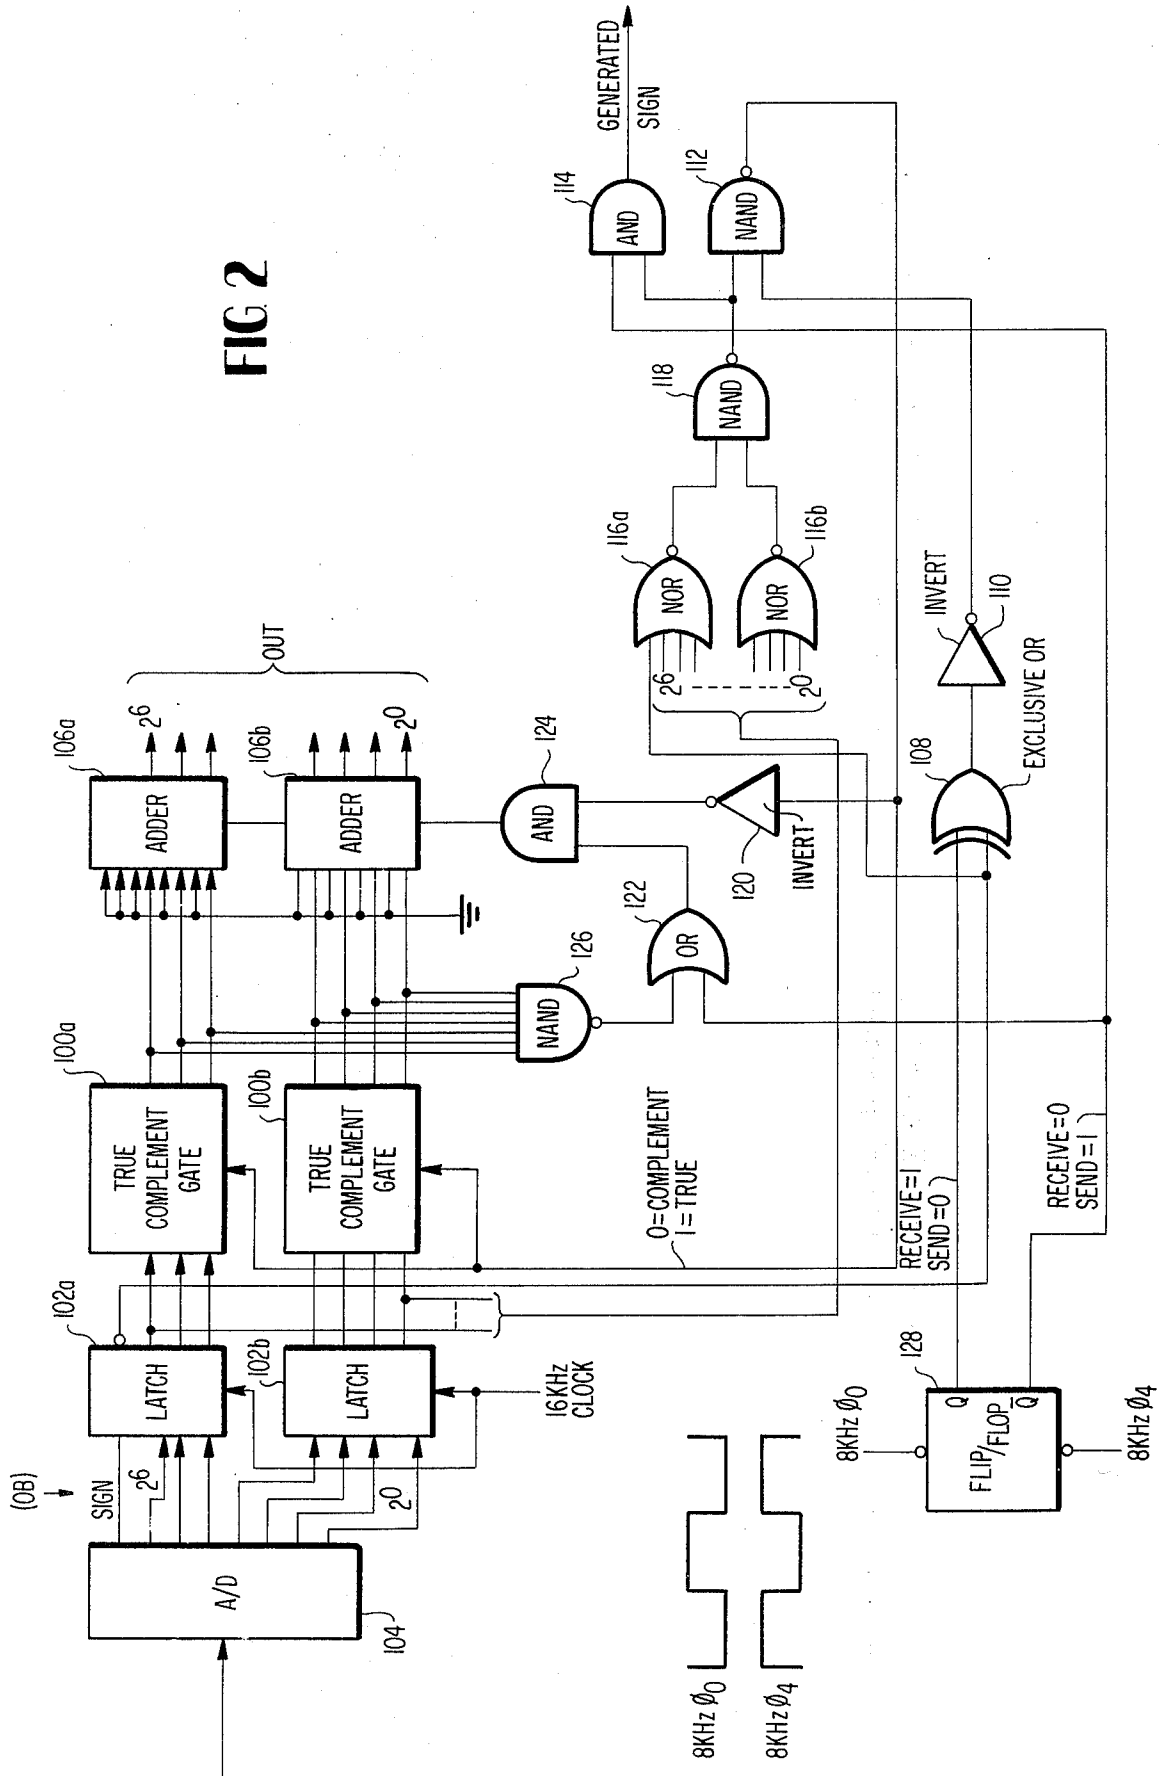 FIG. 2
(OB)
SIGN
2⁶
2⁰
A/D
104
102a
LATCH
102b
LATCH
16KHz
CLOCK
100a
TRUE
COMPLEMENT
GATE
100b
TRUE
COMPLEMENT
GATE
0=COMPLEMENT
1=TRUE
106a
ADDER
2⁶
106b
ADDER
2⁰
OUT
NAND
126
OR
122
AND
124
INVERT
120
116a
NOR
2⁶
2⁰
NOR
116b
118
NAND
114
AND
GENERATED
SIGN
112
NAND
108
EXCLUSIVE OR
INVERT
110
RECEIVE=1
SEND=0
RECEIVE=0
SEND=1
128
8KHz Ø₀
Q
FLIP/FLOP
Q̅
8KHz Ø₄
8KHz Ø₀
8KHz Ø₄